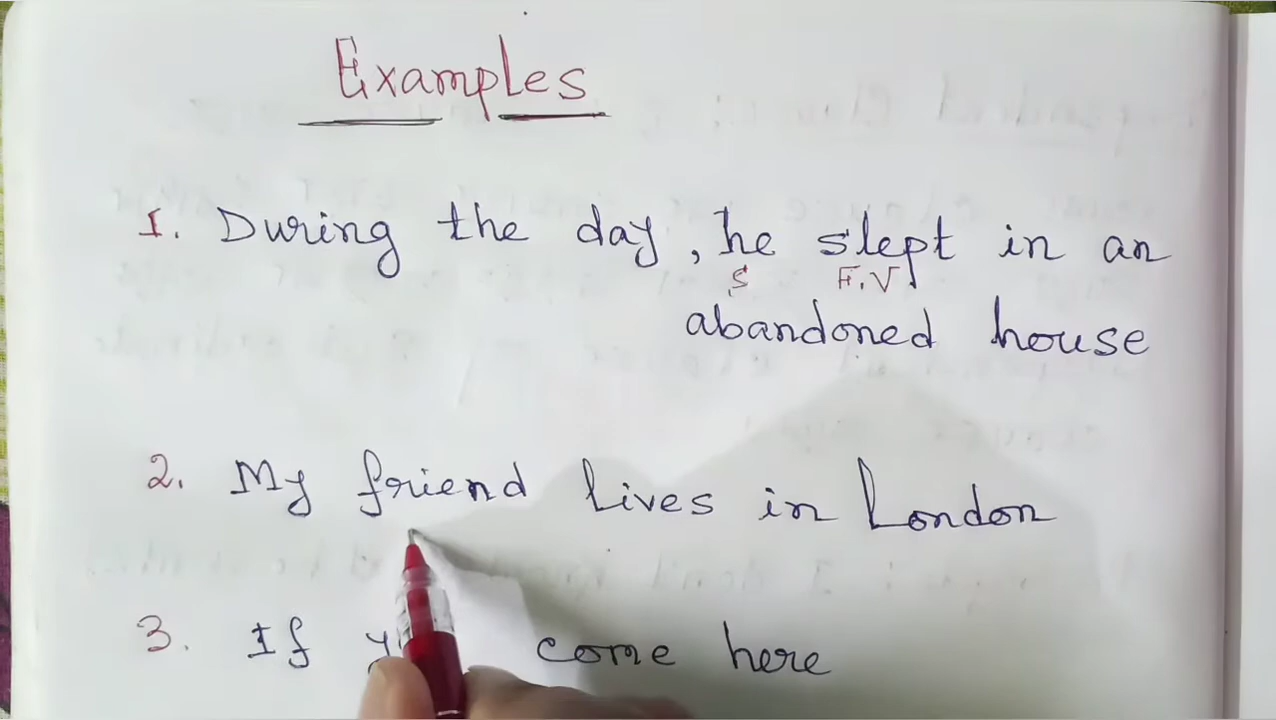 Examples
1. During the day, he slept in an
S F.V
abandoned house
2. My friend lives in London
3. If come here